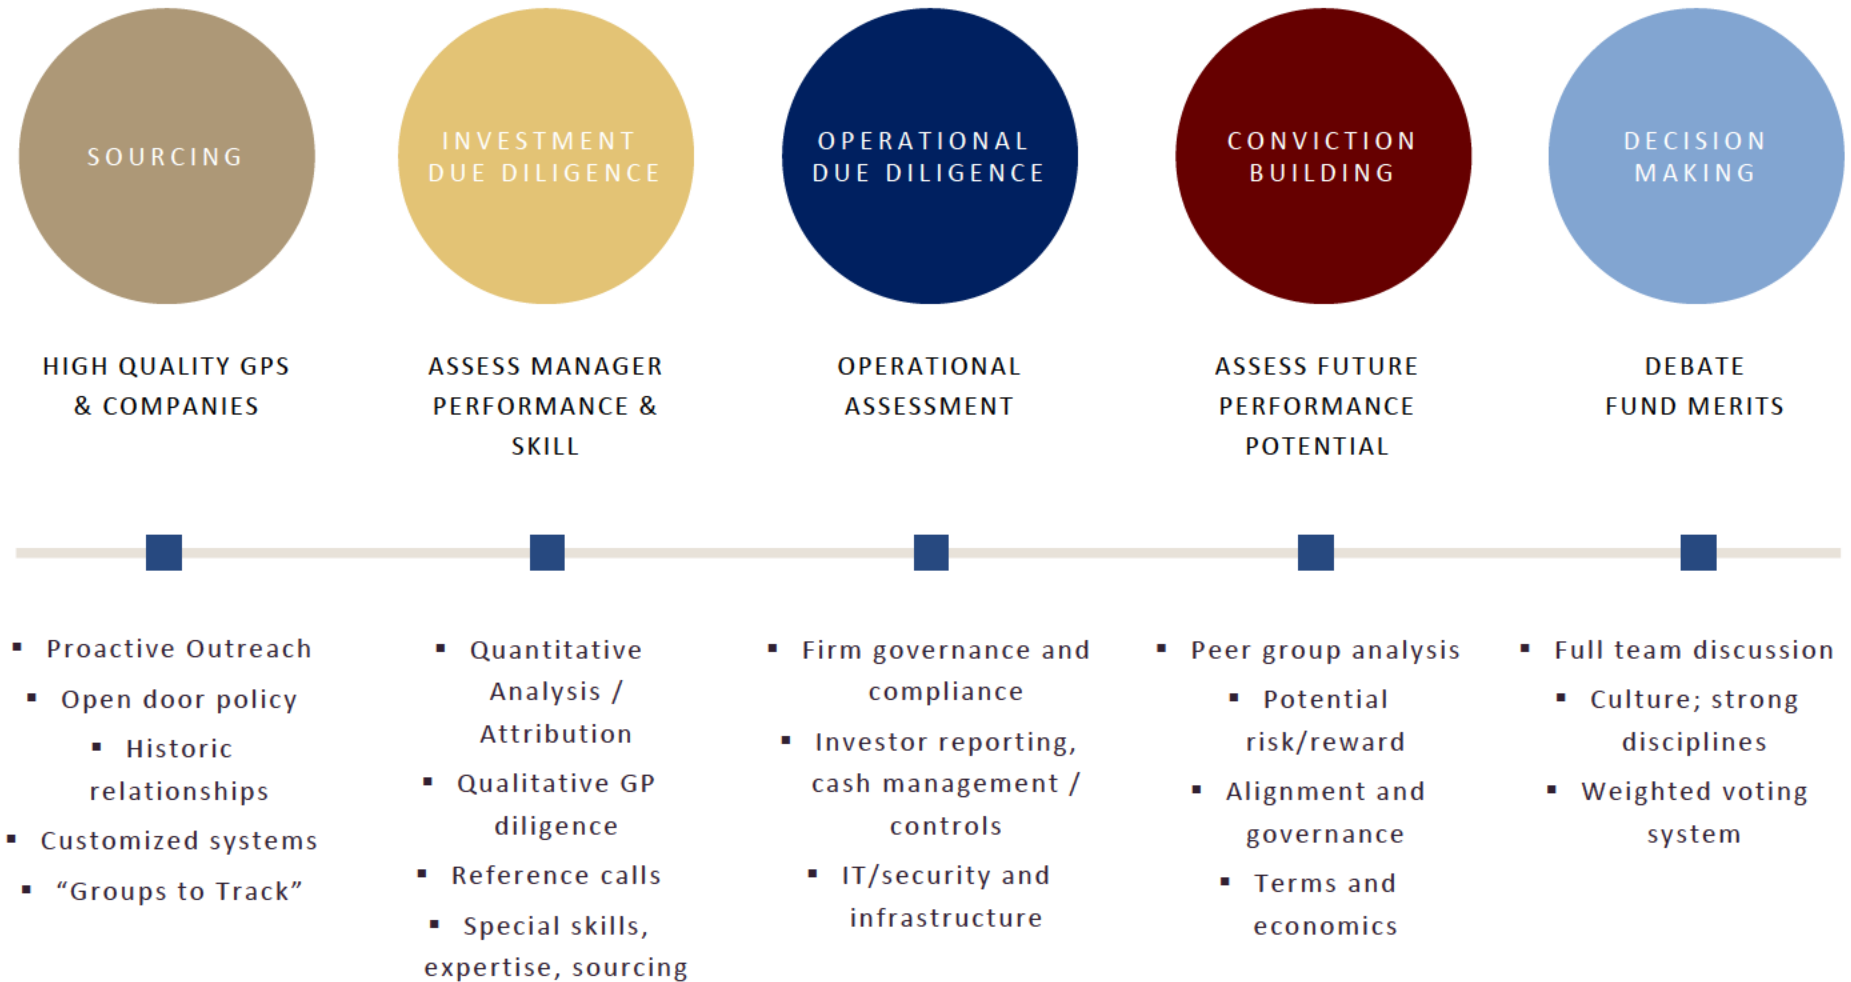 SOURCING
INVESTMENT
DUE DILIGENCE
OPERATIONAL
DUE DILIGENCE
CONVICTION
BUILDING
DECISION
MAKING
HIGH QUALITY GPS
& COMPANIES
ASSESS MANAGER
PERFORMANCE &
SKILL
OPERATIONAL
ASSESSMENT
ASSESS FUTURE
PERFORMANCE
POTENTIAL
DEBATE
FUND MERITS
▪ Proactive Outreach
▪ Open door policy
▪ Historic
relationships
▪ Customized systems
▪ “Groups to Track”
▪ Quantitative
Analysis /
Attribution
▪ Qualitative GP
diligence
▪ Reference calls
▪ Special skills,
expertise, sourcing
▪ Firm governance and
compliance
▪ Investor reporting,
cash management /
controls
▪ IT/security and
infrastructure
▪ Peer group analysis
▪ Potential
risk/reward
▪ Alignment and
governance
▪ Terms and
economics
▪ Full team discussion
▪ Culture; strong
disciplines
▪ Weighted voting
system